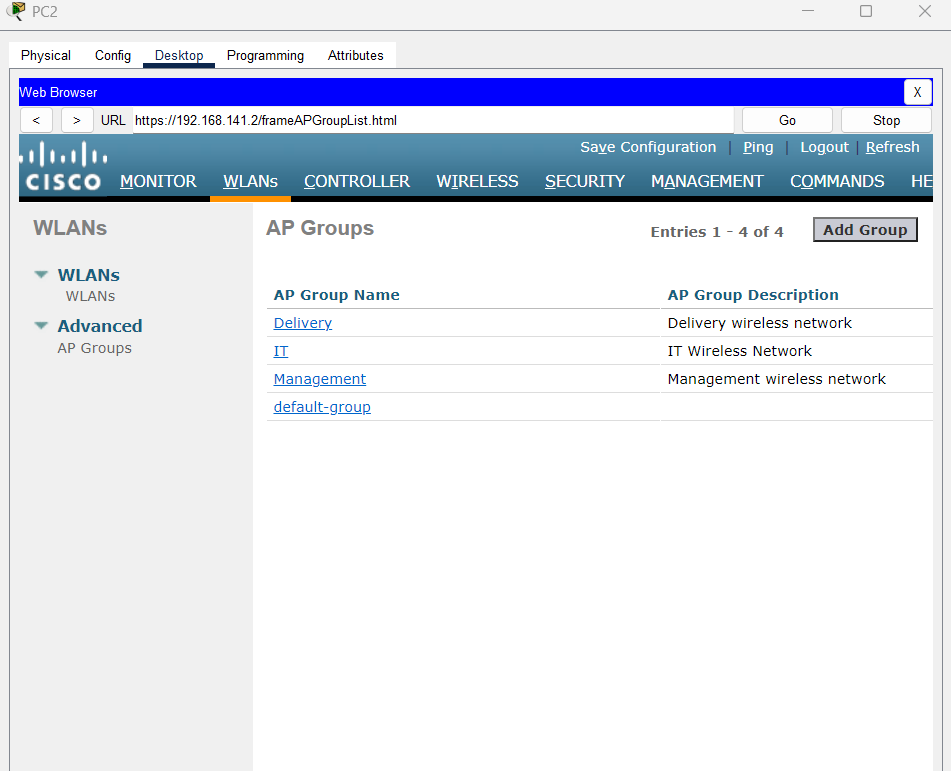 PC2
Physical Config Desktop Programming Attributes
Web Browser X
< > URL https://192.168.141.2/frameAPGroupList.html Go Stop
Save Configuration | Ping | Logout | Refresh
CISCO MONITOR WLANs CONTROLLER WIRELESS SECURITY MANAGEMENT COMMANDS HE
WLANs
WLANs
WLANs
Advanced
AP Groups
AP Groups Entries 1 - 4 of 4 Add Group
AP Group Name AP Group Description
Delivery Delivery wireless network
IT IT Wireless Network
Management Management wireless network
default-group